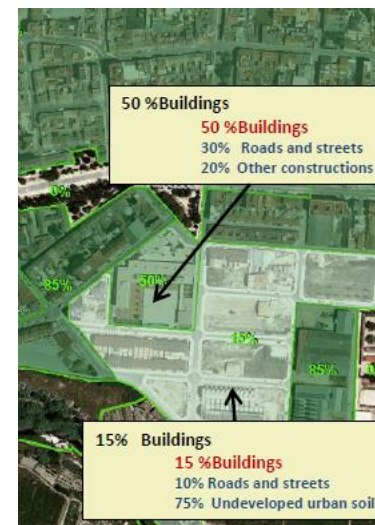 50 %Buildings
50 %Buildings
30% Roads and streets
20% Other constructions
0%
85%
50%
15%
85%
15% Buildings
15 %Buildings
10% Roads and streets
75% Undeveloped urban soil